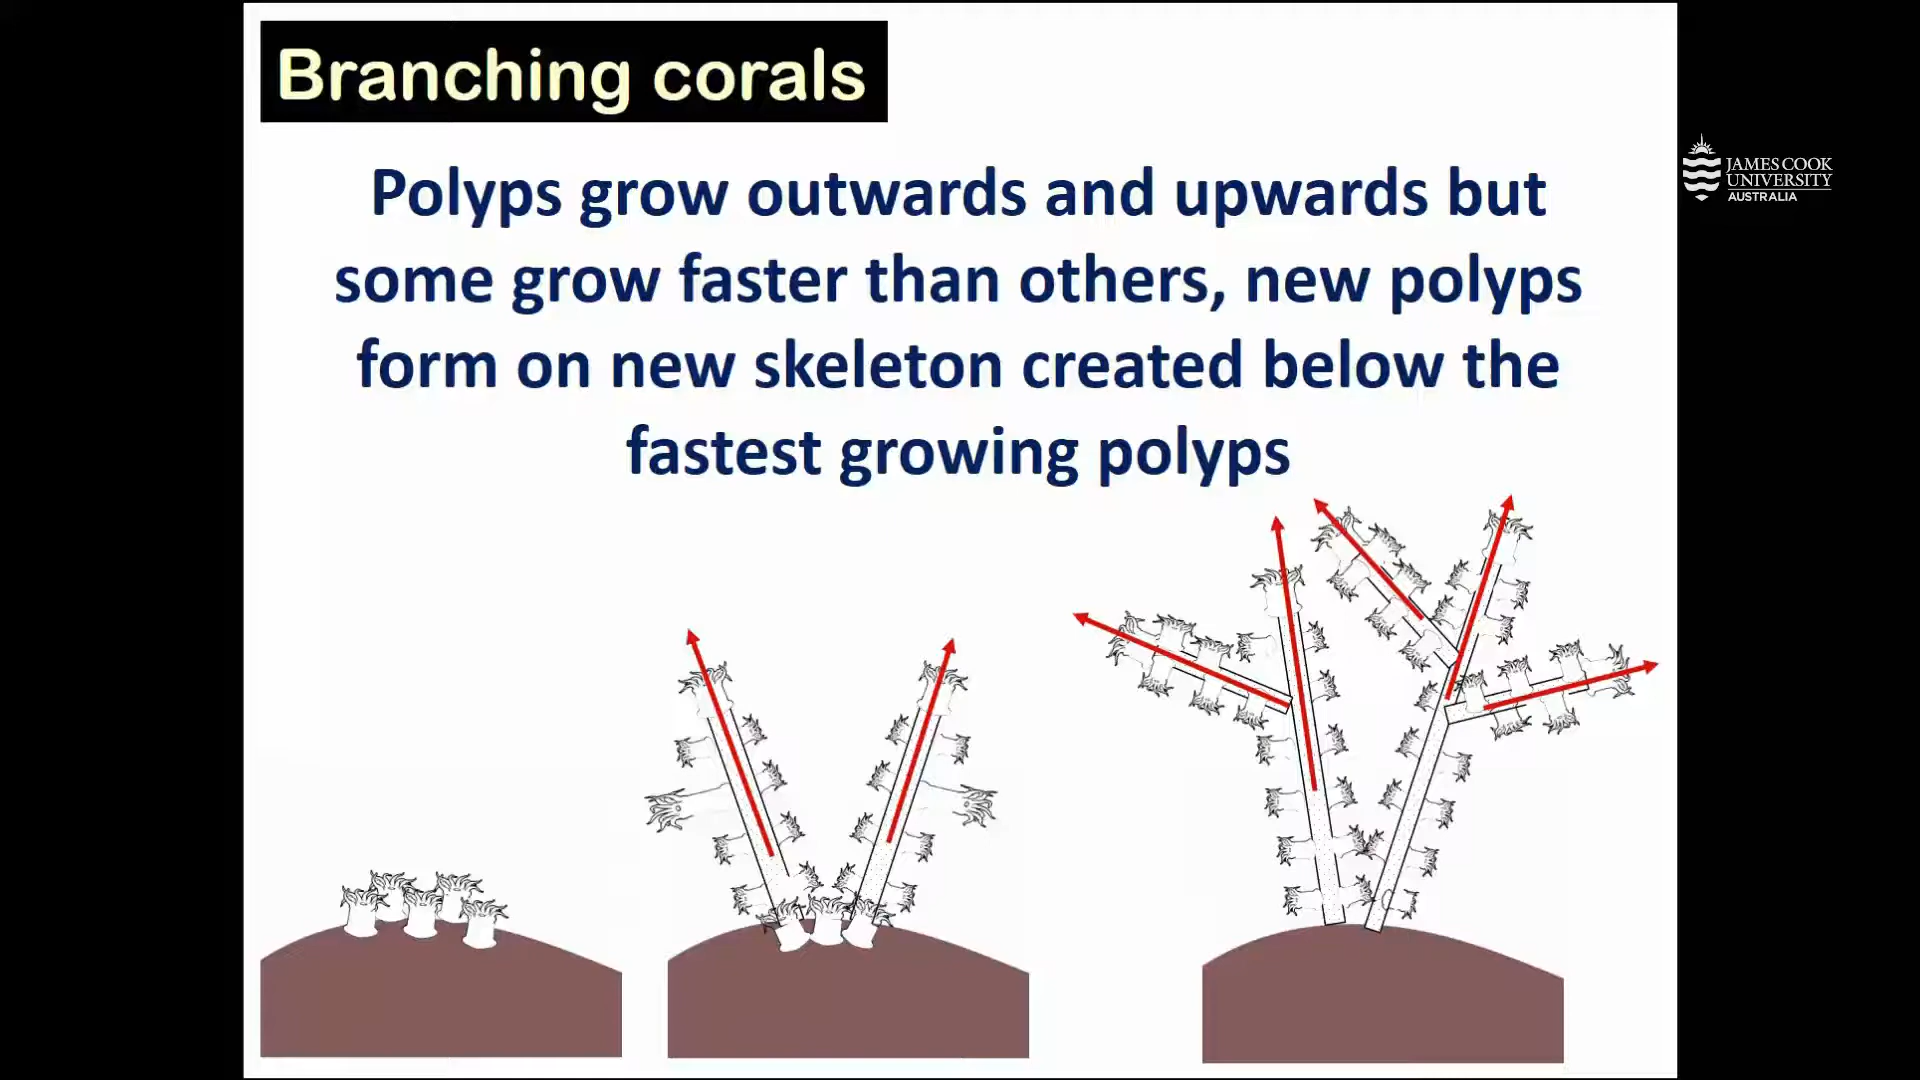 Branching corals
Polyps grow outwards and upwards but
some grow faster than others, new polyps
form on new skeleton created below the
fastest growing polyps
JAMES COOK
UNIVERSITY
AUSTRALIA